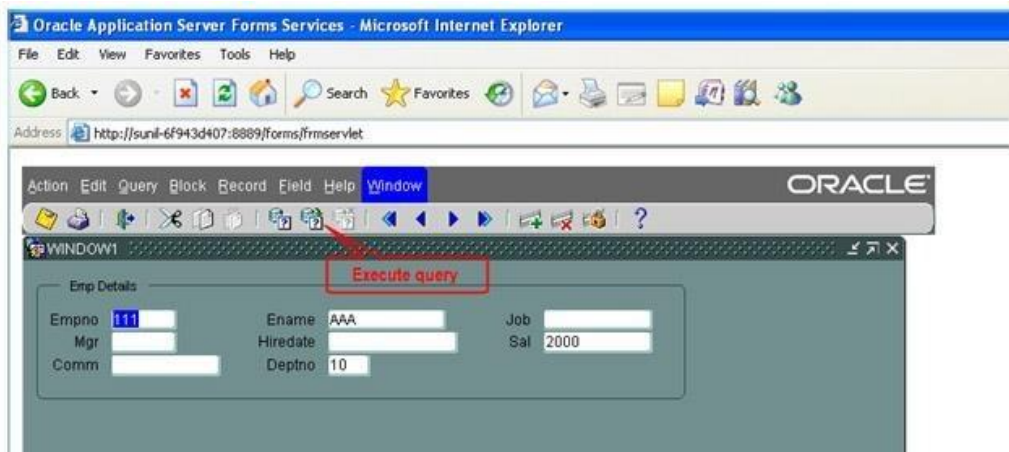 Oracle Application Server Forms Services - Microsoft Internet Explorer
File Edit View Favorites Tools Help
Back Search Favorites
Address http://sunil-6f943d407:8889/forms/frmservlet
Action Edit Query Block Record Field Help Window ORACLE
WINDOW1
Execute query
Emp Details
Empno 111 Ename AAA Job
Mgr Hiredate Sal 2000
Comm Deptno 10